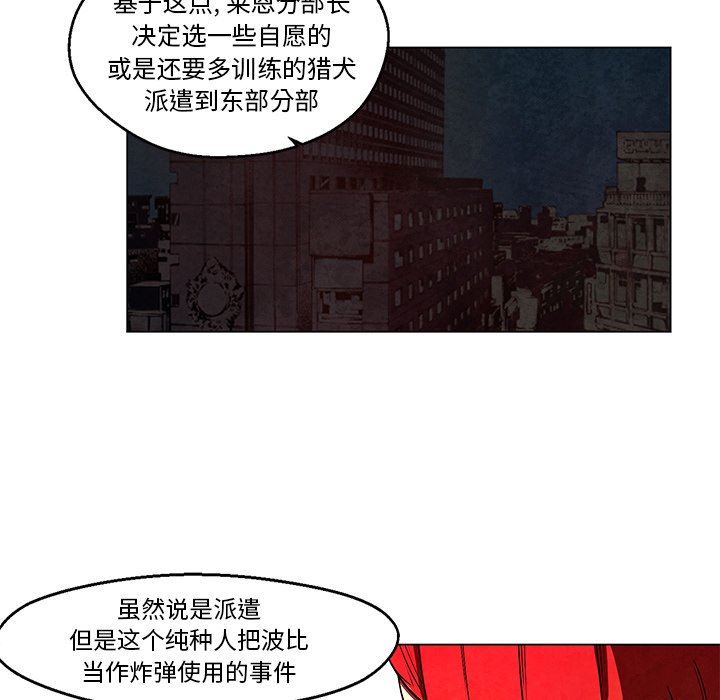 基于这点, 莱恩分部长
决定选一些自愿的
或是还要多训练的猎犬
派遣到东部分部
虽然说是派遣
但是这个纯种人把波比
当作炸弹使用的事件